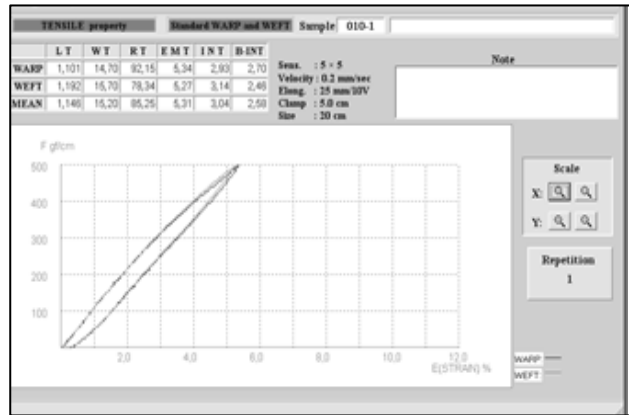 TENSILE property Standard WARP and WEFT Sample 010-1
LT WT RT EMT INT B-INT
WARP 1,101 14,70 92,15 5,34 2,93 2,70
WEFT 1,192 15,70 78,34 5,27 3,14 2,46
MEAN 1,146 15,20 85,25 5,31 3,04 2,58
Sens. : 5 × 5
Velocity : 0.2 mm/sec
Elong. : 25 mm/10V
Clamp : 5.0 cm
Size : 20 cm
Note
F gf/cm
500
400
300
200
100
2,0 4,0 6,0 8,0 10,0 12,0
E(STRAIN) %
Scale
X:
Y:
Repetition
1
WARP:
WEFT: